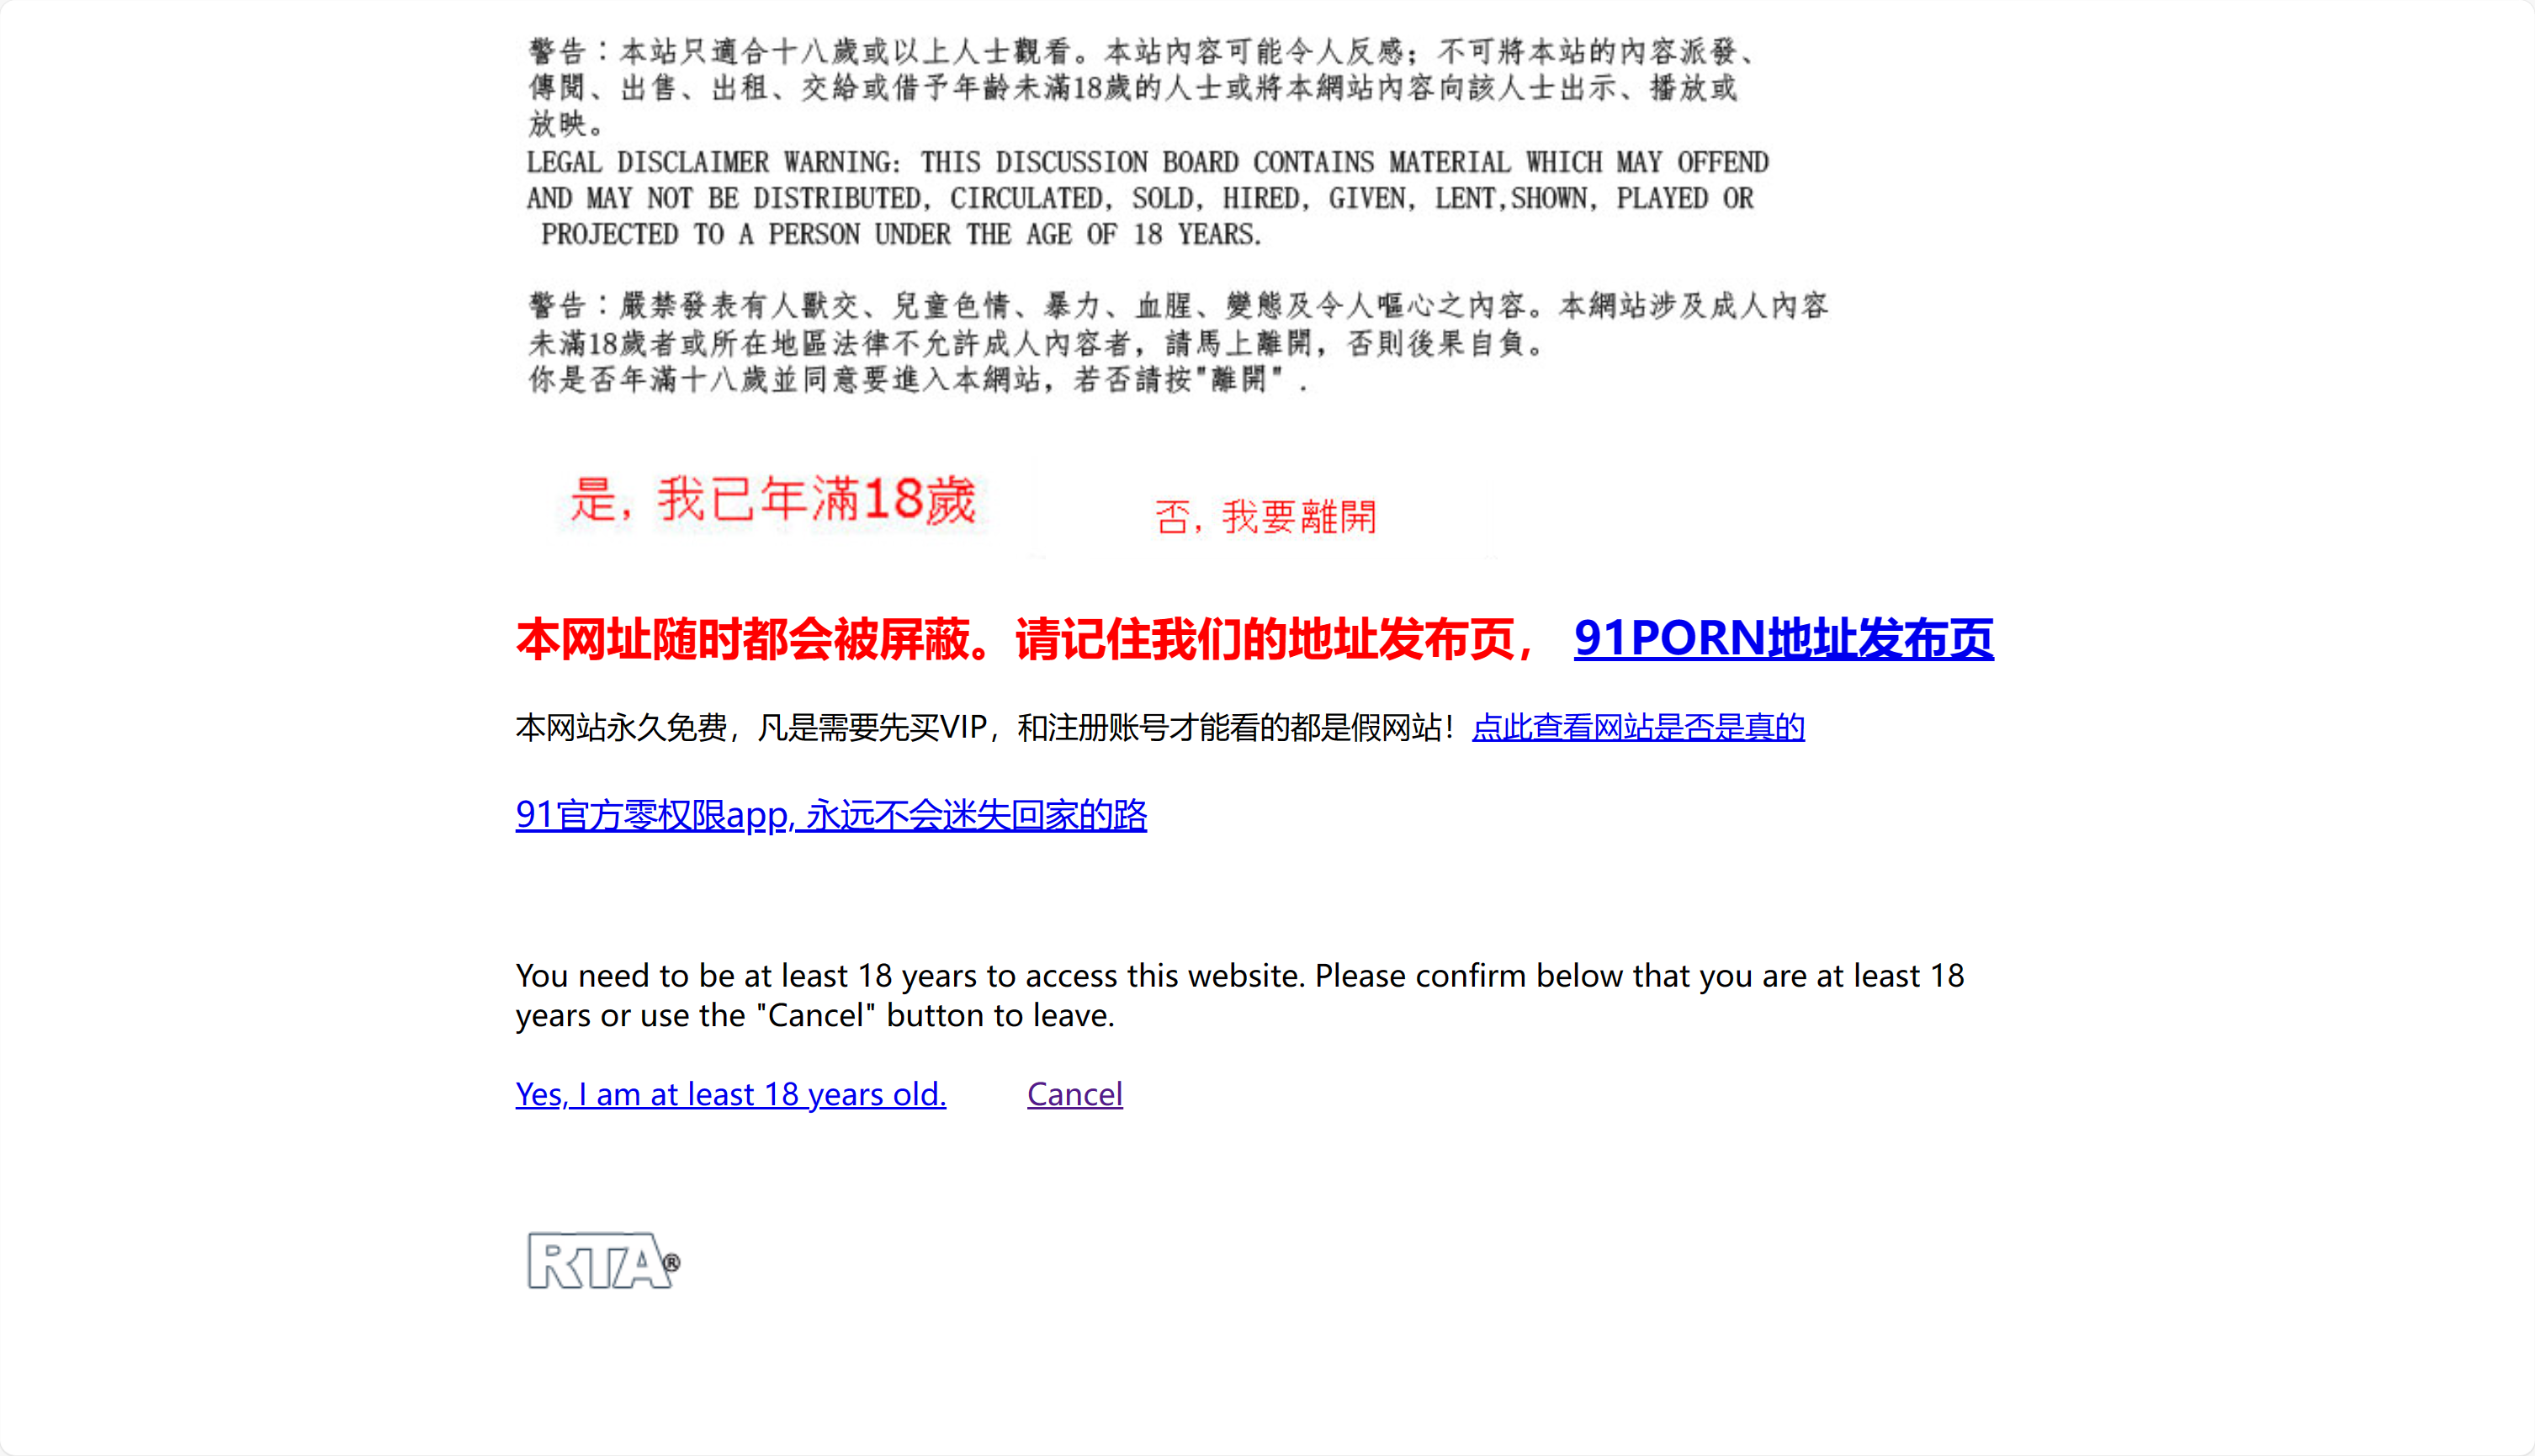 警告：本站只適合十八歲或以上人士觀看。本站內容可能令人反感；不可將本站的內容派發、
傳閱、出售、出租、交給或借予年齡未滿18歲的人士或將本網站內容向該人士出示、播放或
放映。
LEGAL DISCLAIMER WARNING: THIS DISCUSSION BOARD CONTAINS MATERIAL WHICH MAY OFFEND
AND MAY NOT BE DISTRIBUTED, CIRCULATED, SOLD, HIRED, GIVEN, LENT,SHOWN, PLAYED OR
PROJECTED TO A PERSON UNDER THE AGE OF 18 YEARS.
警告：嚴禁發表有人獸交、兒童色情、暴力、血腥、變態及令人嘔心之內容。本網站涉及成人內容
未滿18歲者或所在地區法律不允許成人內容者，請馬上離開，否則後果自負。
你是否年滿十八歲並同意要進入本網站，若否請按"離開" .
是，我已年滿18歲 否，我要離開
本网址随时都会被屏蔽。请记住我们的地址发布页， 91PORN地址发布页
本网站永久免费，凡是需要先买VIP，和注册账号才能看的都是假网站！点此查看网站是否是真的
91官方零权限app, 永远不会迷失回家的路
You need to be at least 18 years to access this website. Please confirm below that you are at least 18
years or use the "Cancel" button to leave.
Yes, I am at least 18 years old. Cancel
RTA®